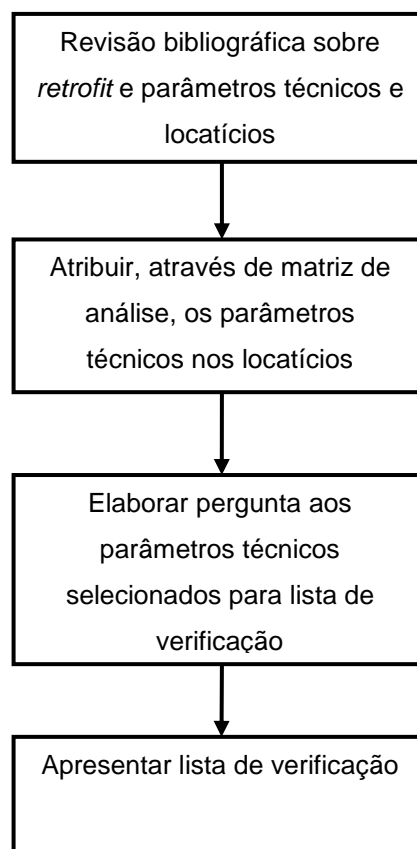 Revisão bibliográfica sobre
retrofit e parâmetros técnicos e
locatícios
Atribuir, através de matriz de
análise, os parâmetros
técnicos nos locatícios
Elaborar pergunta aos
parâmetros técnicos
selecionados para lista de
verificação
Apresentar lista de verificação